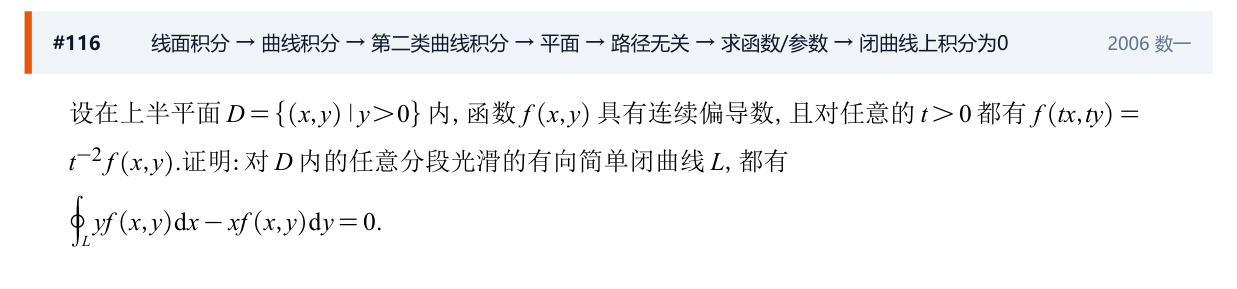 #116 线面积分 → 曲线积分 → 第二类曲线积分 → 平面 → 路径无关 → 求函数/参数 → 闭曲线上积分为0 2006 数一
设在上半平面 D={(x,y)|y>0} 内, 函数 f(x,y) 具有连续偏导数, 且对任意的 t>0 都有 f(tx,ty)=
t⁻²f(x,y).证明: 对 D 内的任意分段光滑的有向简单闭曲线 L, 都有
∮_L yf(x,y)dx − xf(x,y)dy=0.